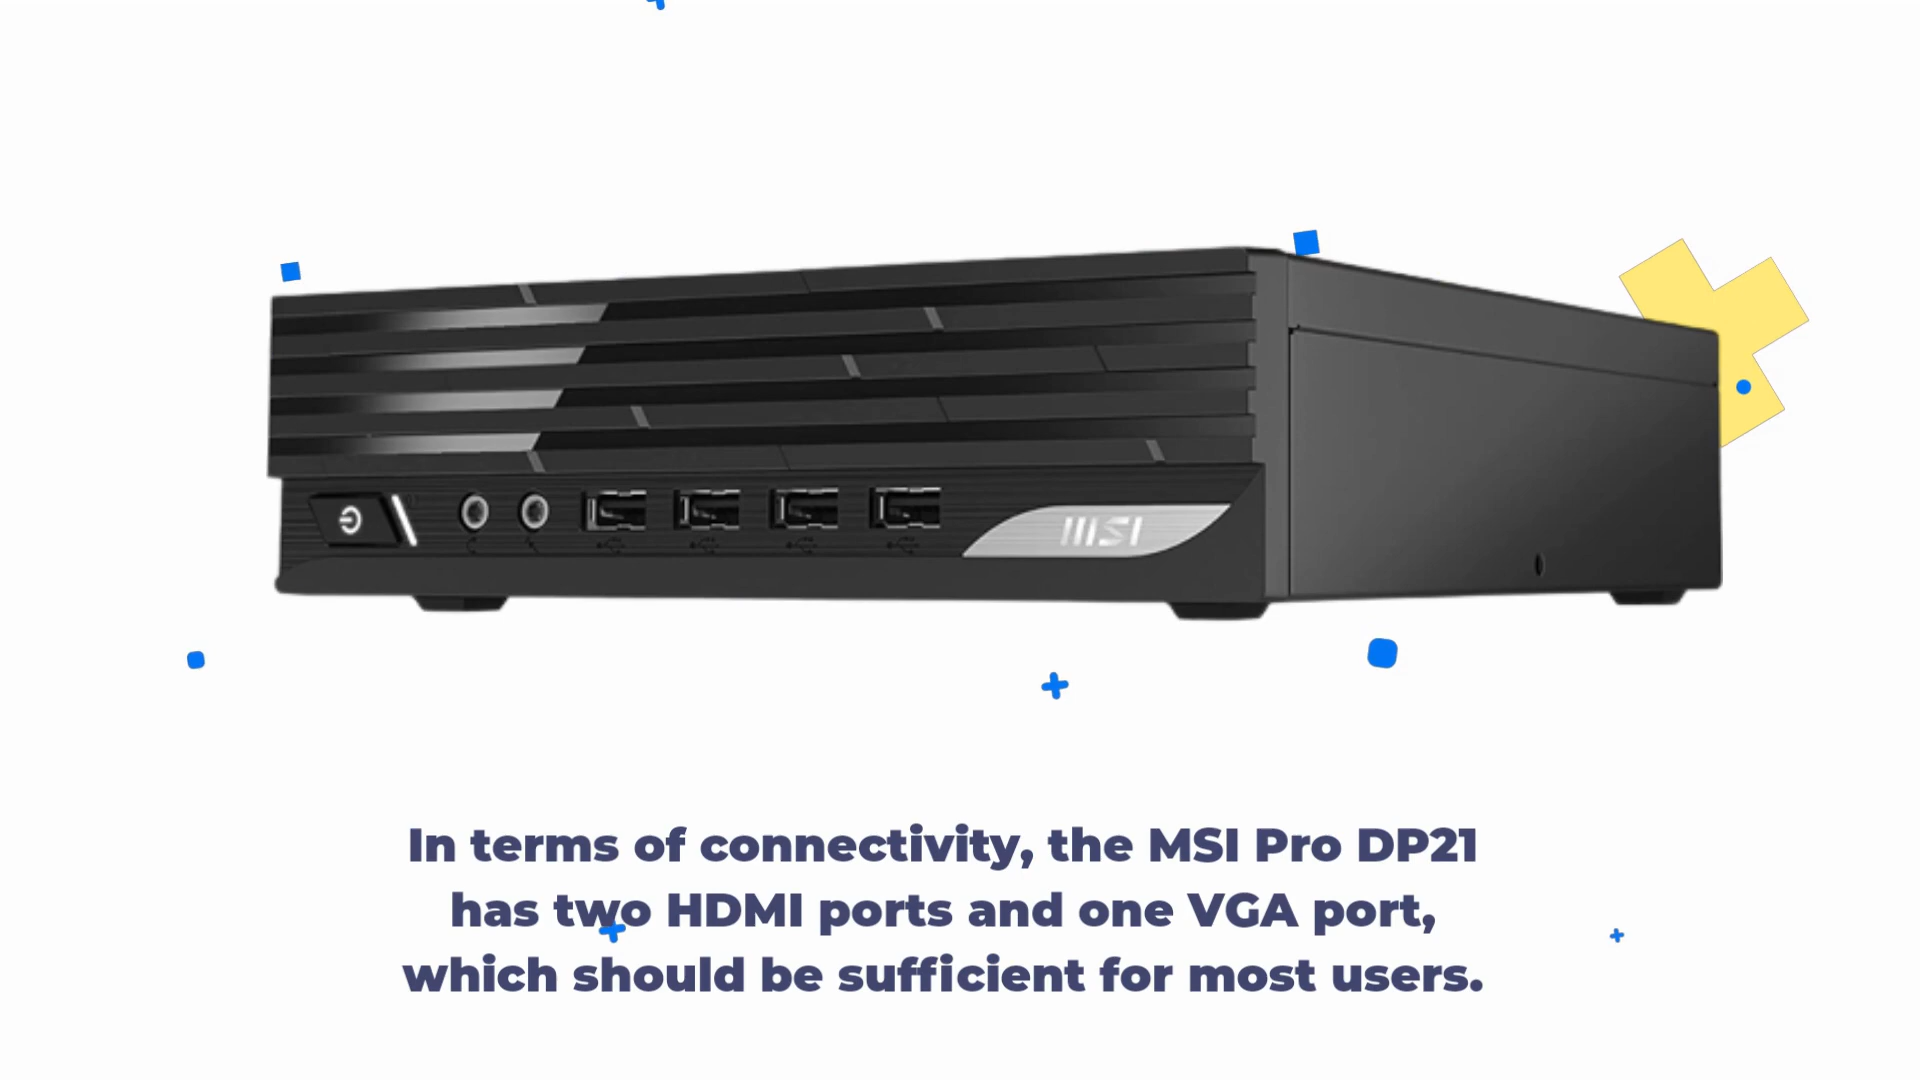 msi
In terms of connectivity, the MSI Pro DP21
has two HDMI ports and one VGA port,
which should be sufficient for most users.